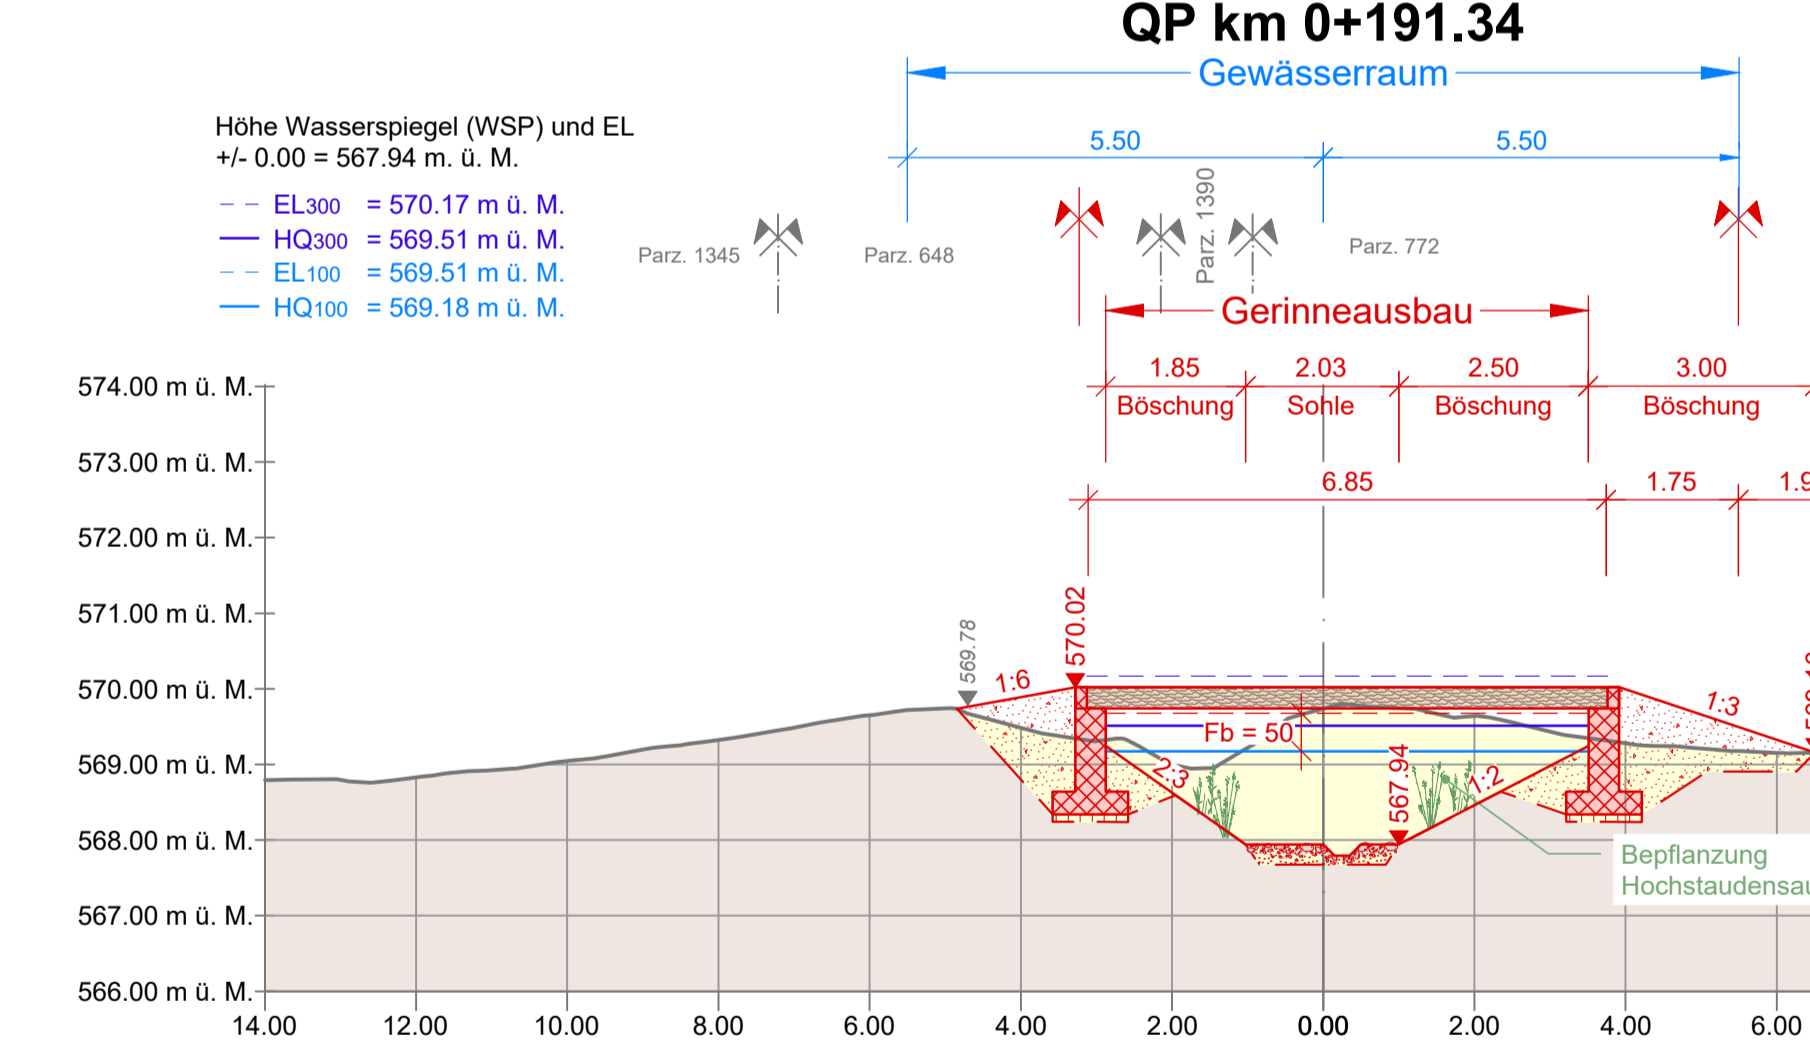 QP km 0+191.34
Gewässerraum
Höhe Wasserspiegel (WSP) und EL
+/- 0.00 = 567.94 m. ü. M.
5.50
5.50
EL300 = 570.17 m ü. M.
HQ300 = 569.51 m ü. M.
EL100 = 569.51 m ü. M.
HQ100 = 569.18 m ü. M.
Parz. 1345
Parz. 648
Parz. 1390
Parz. 772
Gerinneausbau
1.85
2.03
2.50
3.00
Böschung
Sohle
Böschung
Böschung
6.85
1.75
1.9
574.00 m ü. M.
573.00 m ü. M.
572.00 m ü. M.
571.00 m ü. M.
570.00 m ü. M.
569.00 m ü. M.
568.00 m ü. M.
567.00 m ü. M.
566.00 m ü. M.
569.78
570.02
1:6
1:3
Fb = 50
2:3
567.94
1:2
Bepflanzung
Hochstaudensau
14.00
12.00
10.00
8.00
6.00
4.00
2.00
0.00
2.00
4.00
6.00